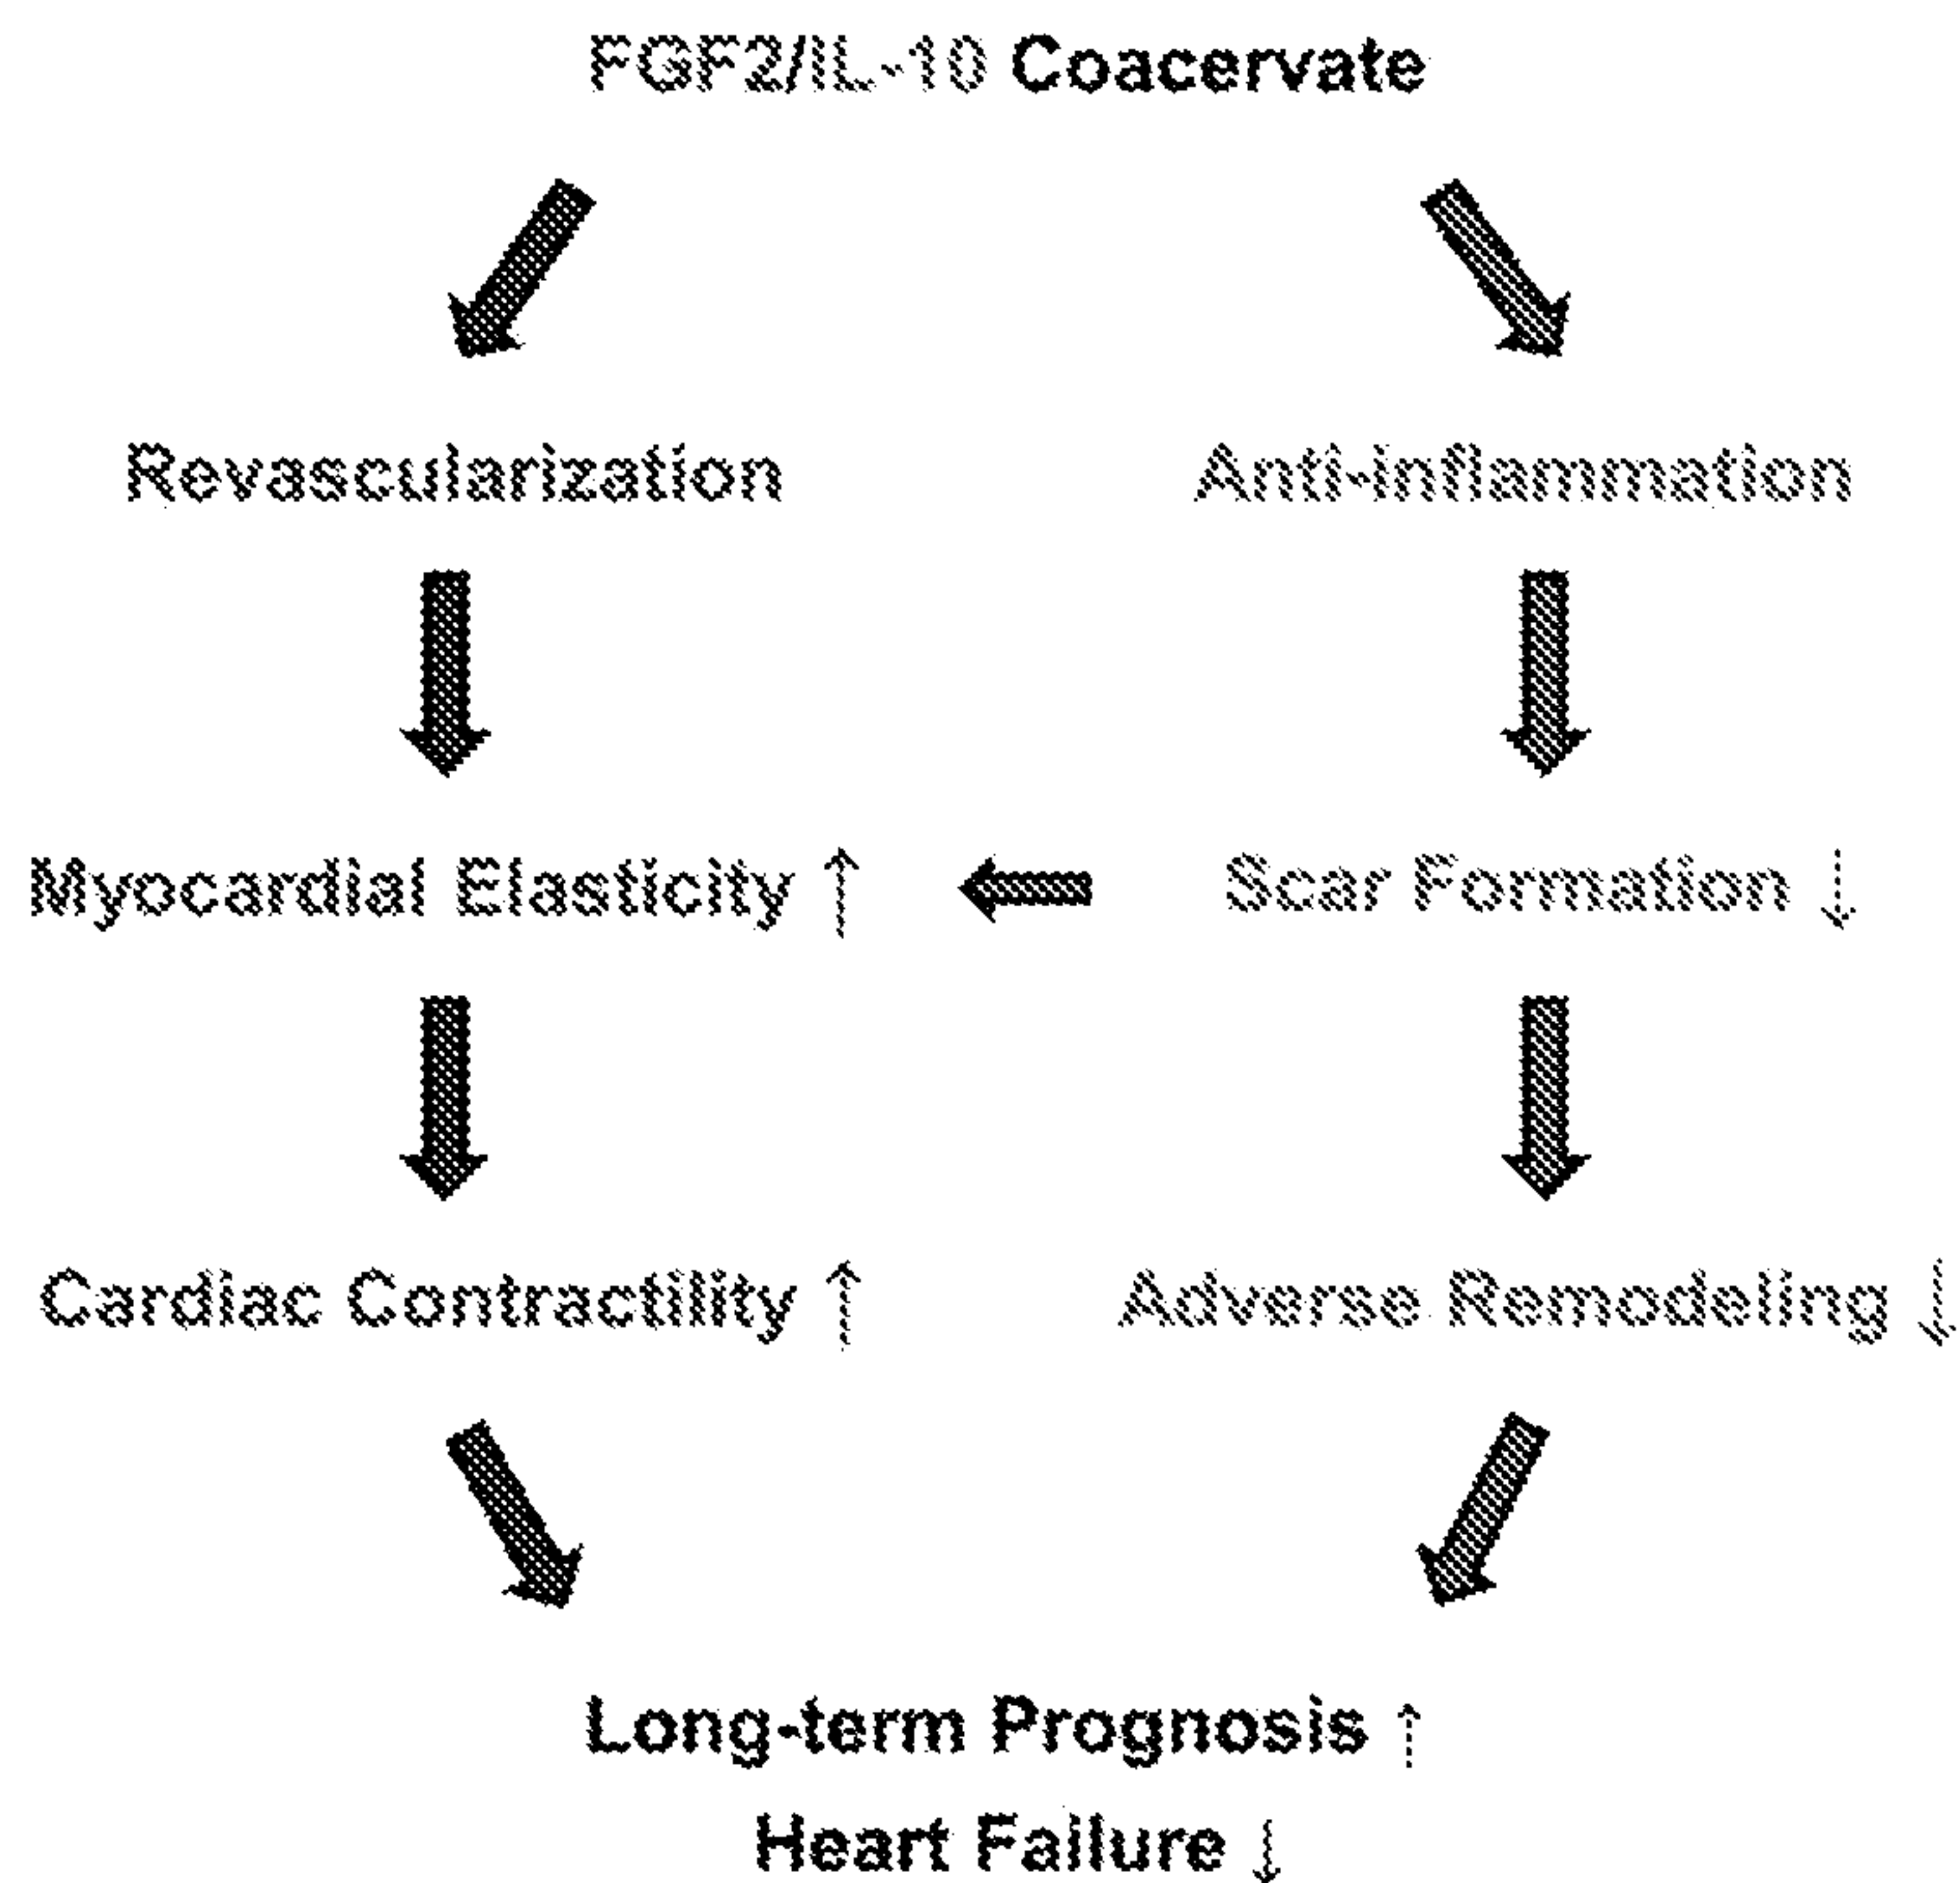 FGF2/IL-10 Coacervate
Revascularization
Anti-inflammation
Myocardial Elasticity ↑
Scar Formation ↓
Cardiac Contractility ↑
Adverse Remodeling ↓
Long-term Prognosis ↑
Heart Failure ↓